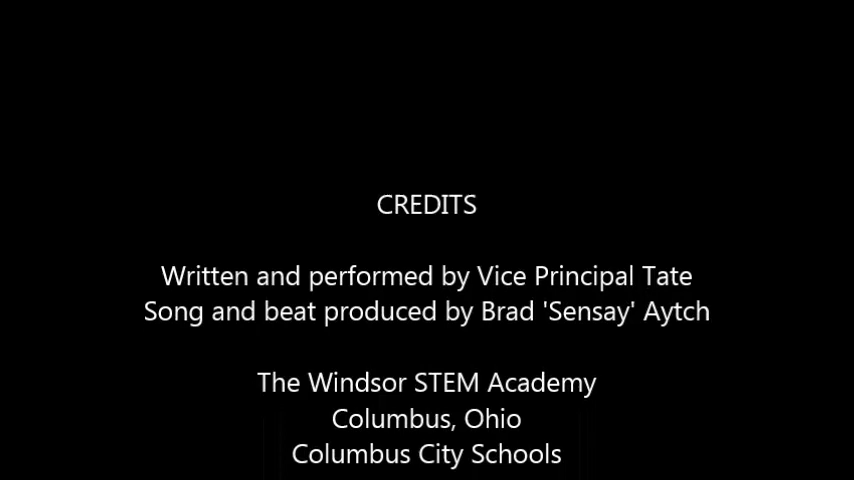 CREDITS
Written and performed by Vice Principal Tate
Song and beat produced by Brad 'Sensay' Aytch
The Windsor STEM Academy
Columbus, Ohio
Columbus City Schools